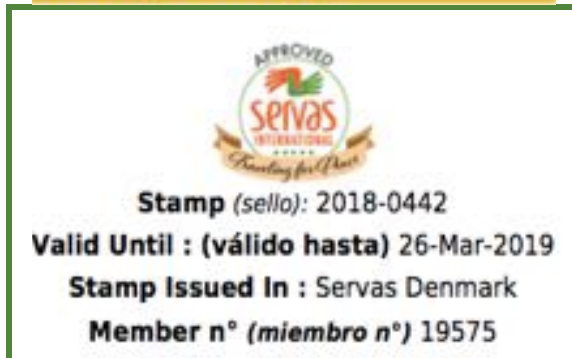 APPROVED
servas
INTERNATIONAL
Traveling for Peace
Stamp (sello): 2018-0442
Valid Until : (válido hasta) 26-Mar-2019
Stamp Issued In : Servas Denmark
Member n° (miembro n°) 19575